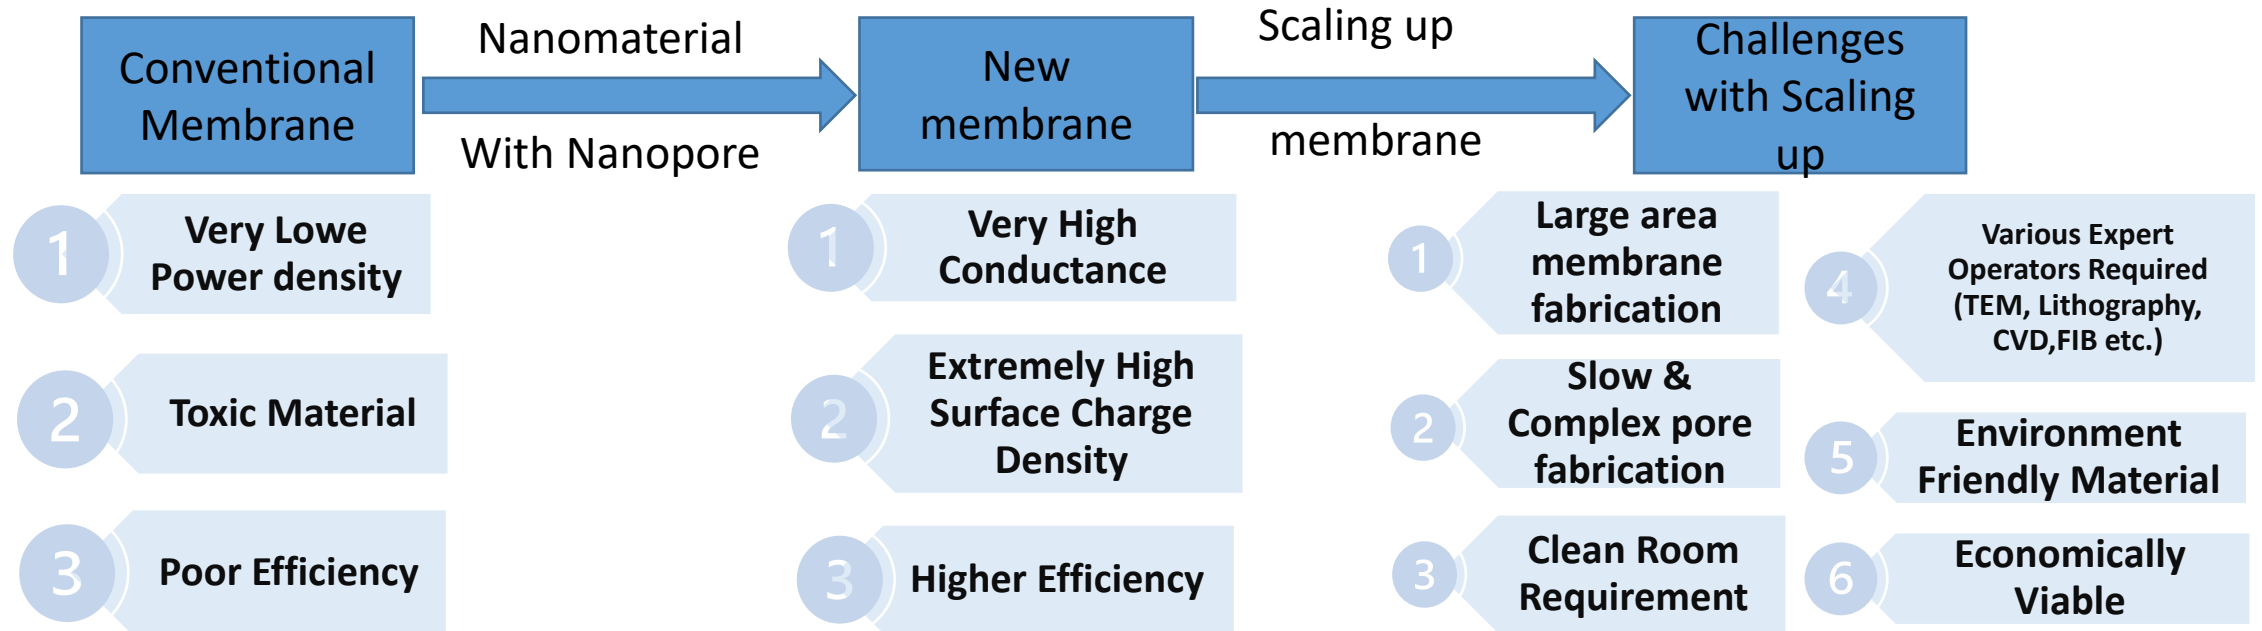 Conventional
Membrane
Nanomaterial
With Nanopore
New
membrane
Scaling up
membrane
Challenges
with Scaling
up
1
Very Lowe
Power density
2
Toxic Material
3
Poor Efficiency
1
Very High
Conductance
2
Extremely High
Surface Charge
Density
3
Higher Efficiency
1
Large area
membrane
fabrication
2
Slow &
Complex pore
fabrication
3
Clean Room
Requirement
4
Various Expert
Operators Required
(TEM, Lithography,
CVD,FIB etc.)
5
Environment
Friendly Material
6
Economically
Viable